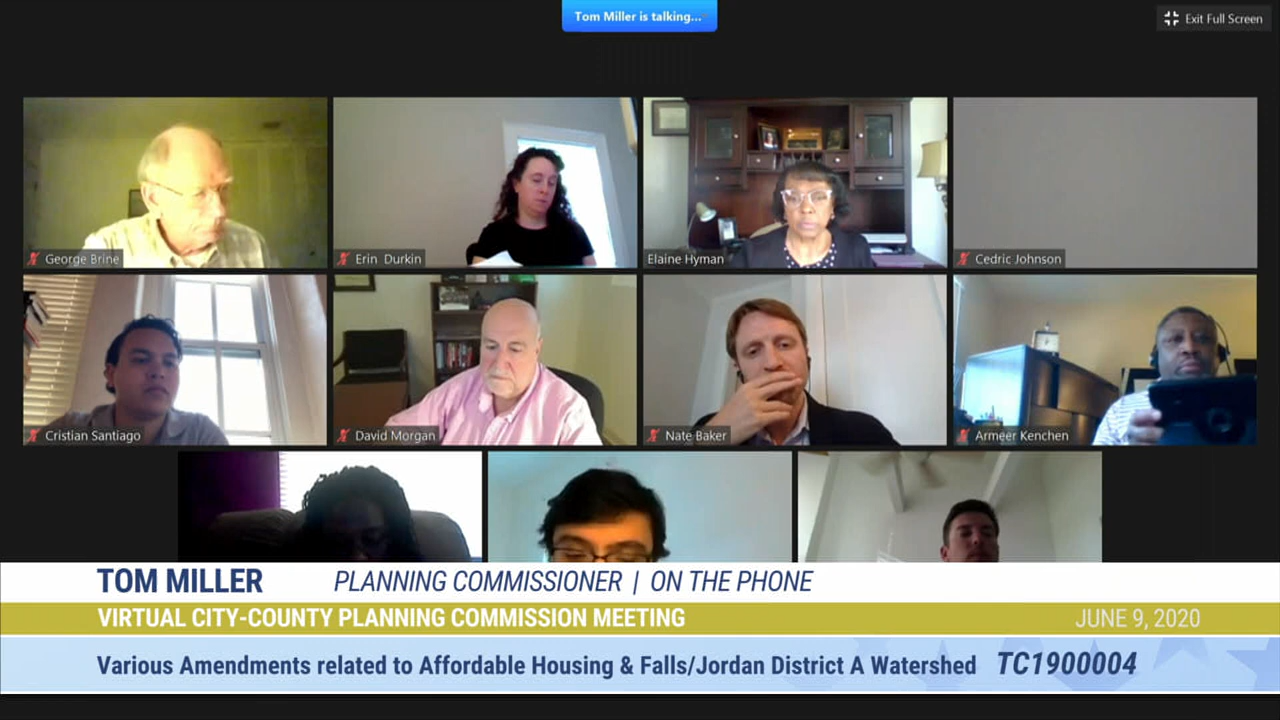 Tom Miller is talking...
Exit Full Screen
George Brine
Erin Durkin
Elaine Hyman
Cedric Johnson
Cristian Santiago
David Morgan
Nate Baker
Armeer Kenchen
TOM MILLER PLANNING COMMISSIONER | ON THE PHONE
VIRTUAL CITY-COUNTY PLANNING COMMISSION MEETING JUNE 9, 2020
Various Amendments related to Affordable Housing & Falls/Jordan District A Watershed TC1900004